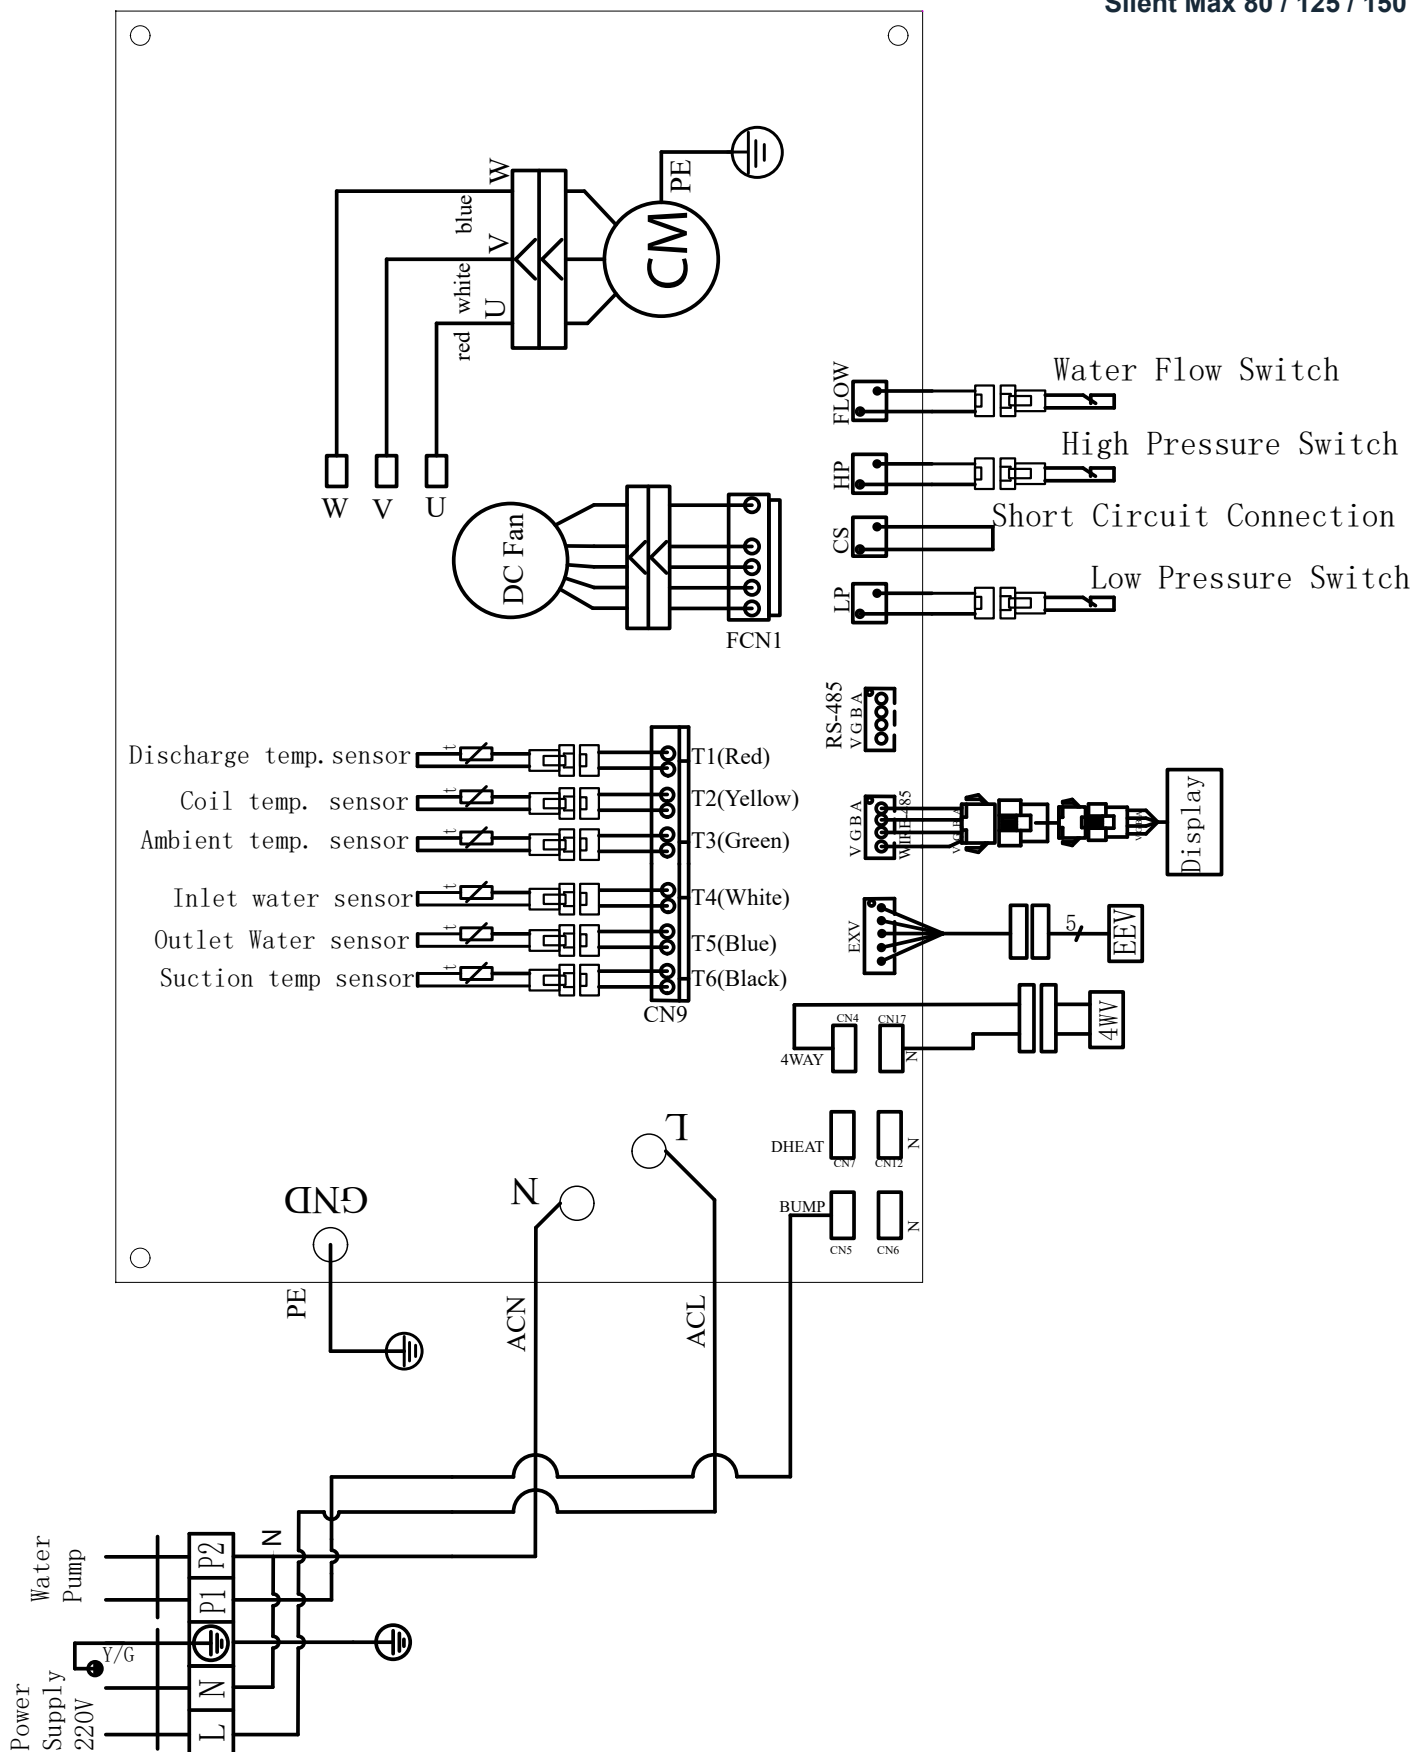 Silent Max 80 / 125 / 150
PE
W
blue
V
white
U
red
CM
W
V
U
DC Fan
FCN1
FLOW
Water Flow Switch
HP
High Pressure Switch
CS
Short Circuit Connection
LP
Low Pressure Switch
RS-485
V G B A
Discharge temp.sensor
t
T1(Red)
Coil temp. sensor
t
T2(Yellow)
Ambient temp. sensor
t
T3(Green)
Inlet water sensor
t
T4(White)
Outlet Water sensor
t
T5(Blue)
Suction temp sensor
t
T6(Black)
CN9
V G B A
WIRE-485
Display
EXV
5
EEV
CN4
CN17
4WAY
N
4WV
DHEAT
CN7
CN12
N
BUMP
CN5
CN6
N
GND
N
L
PE
ACN
ACL
Water
Pump
P2
N
P1
Y/G
Power
Supply
220V
N
L